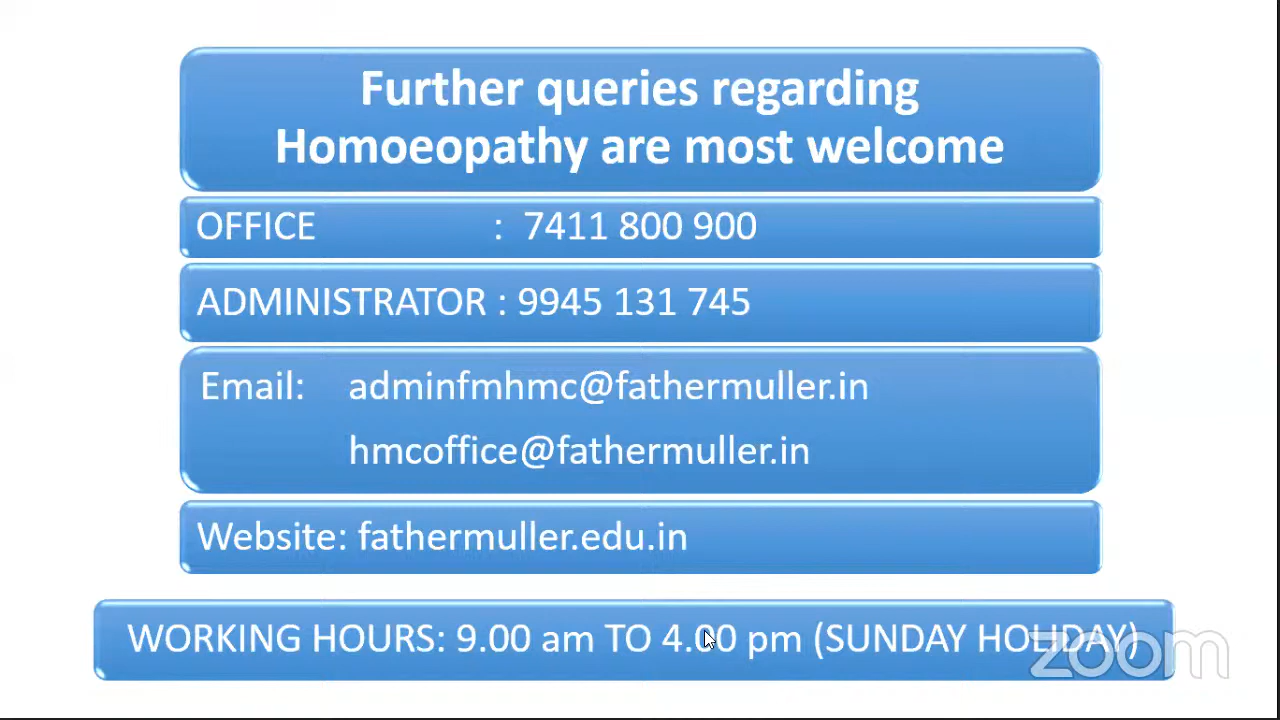 Further queries regarding
Homoeopathy are most welcome
OFFICE : 7411 800 900
ADMINISTRATOR : 9945 131 745
Email: adminfmhmc@fathermuller.in
hmcoffice@fathermuller.in
Website: fathermuller.edu.in
WORKING HOURS: 9.00 am TO 4.00 pm (SUNDAY HOLIDAY)
zoom